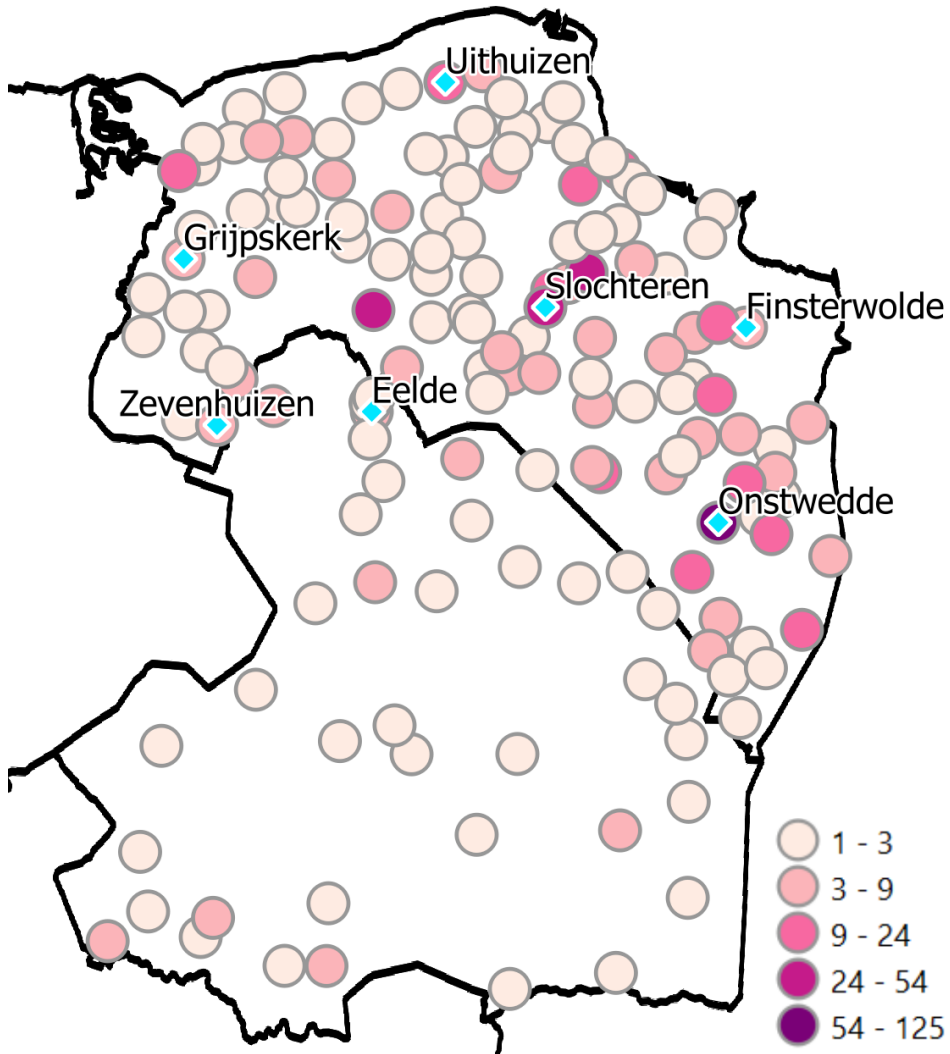 Uithuizen
Grijpskerk
Slochteren
Finsterwolde
Zevenhuizen
Eelde
Onstwedde
1 - 3
3 - 9
9 - 24
24 - 54
54 - 125